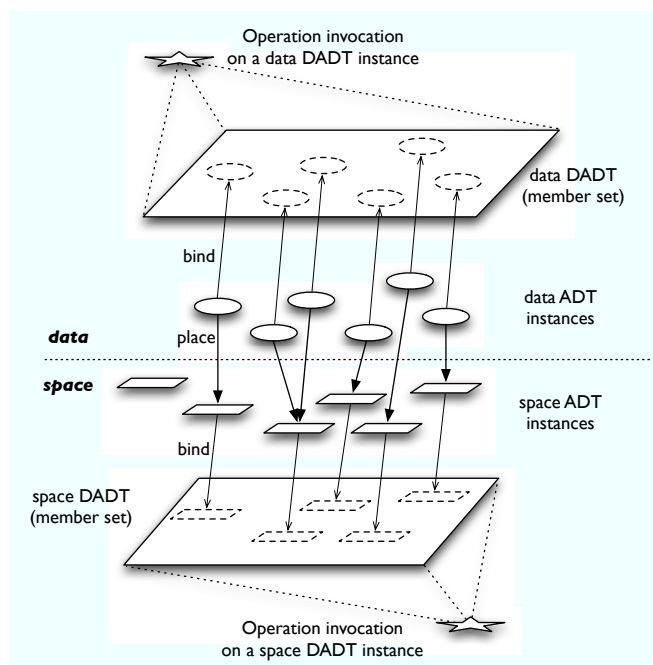 Operation invocation
on a data DADT instance
data DADT
(member set)
bind
data ADT
instances
place
data
space
space ADT
instances
bind
space DADT
(member set)
Operation invocation
on a space DADT instance